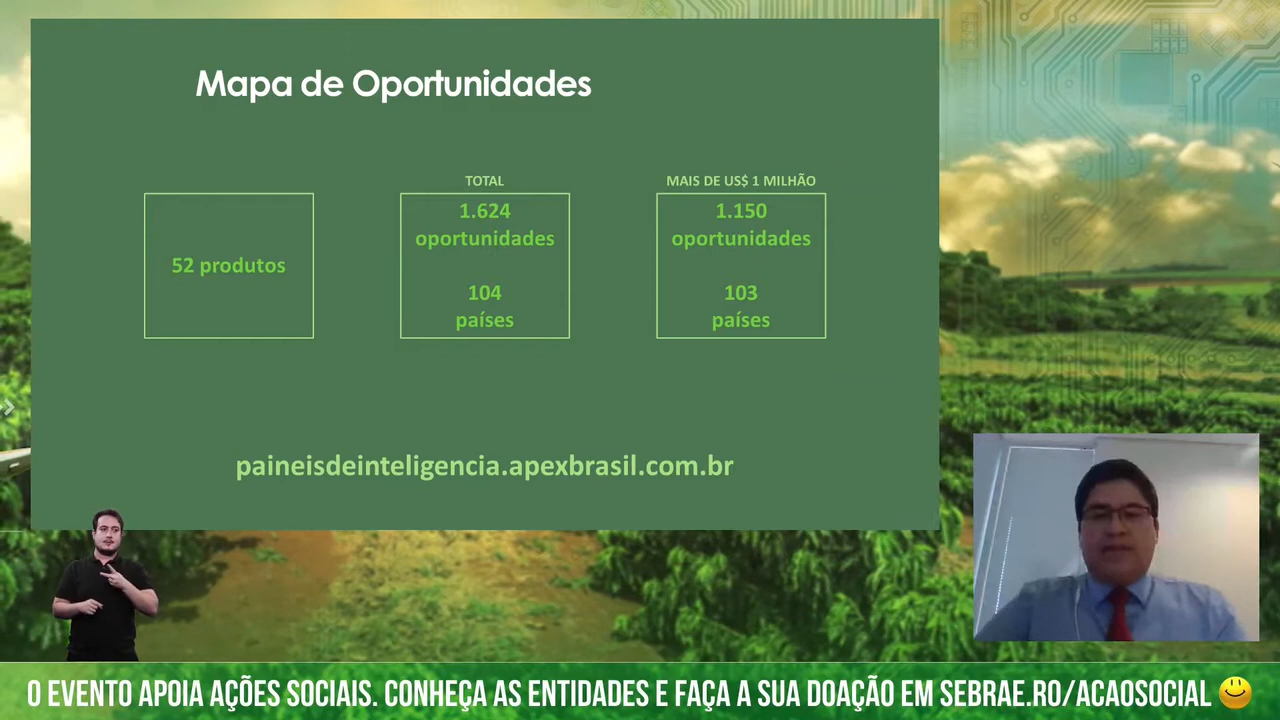 Mapa de Oportunidades
52 produtos
TOTAL
1.624
oportunidades
104
países
MAIS DE US$ 1 MILHÃO
1.150
oportunidades
103
países
paineisdeinteligencia.apexbrasil.com.br
O EVENTO APOIA AÇÕES SOCIAIS. CONHEÇA AS ENTIDADES E FAÇA A SUA DOAÇÃO EM SEBRAE.RO/ACAOSOCIAL